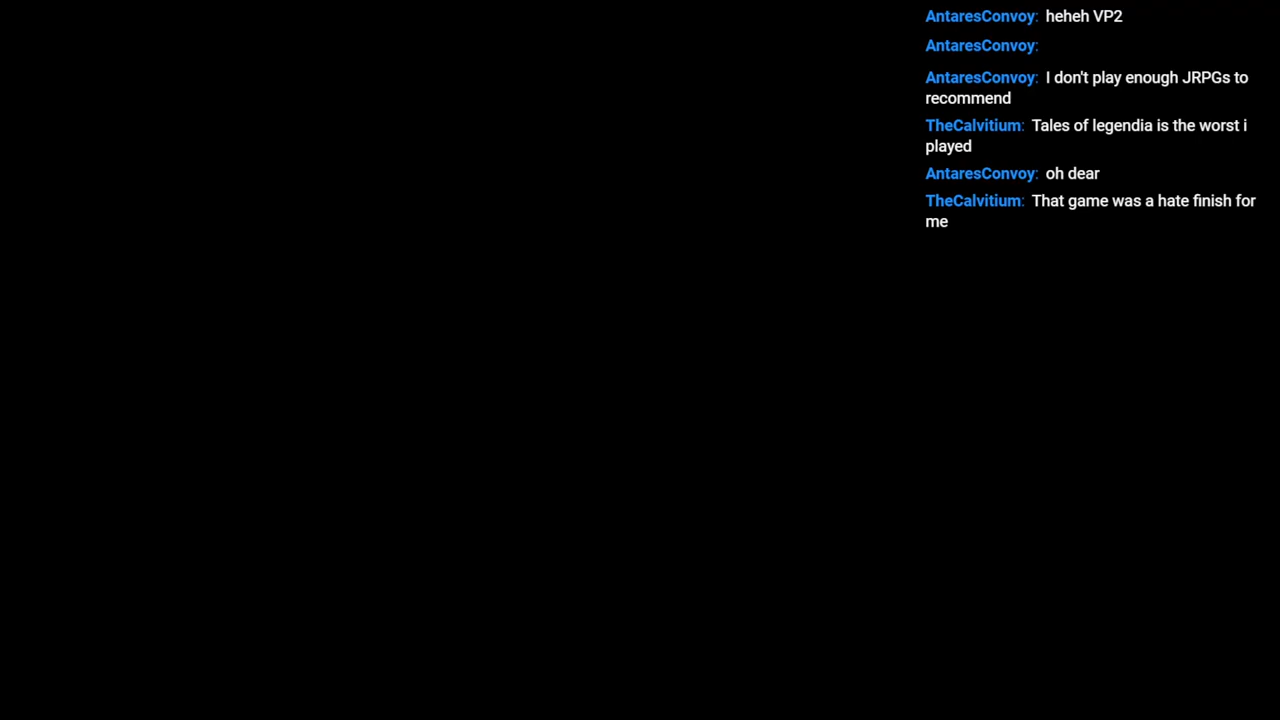 AntaresConvoy: heheh VP2
AntaresConvoy:
AntaresConvoy: I don't play enough JRPGs to
recommend
TheCalvitium: Tales of legendia is the worst i
played
AntaresConvoy: oh dear
TheCalvitium: That game was a hate finish for
me